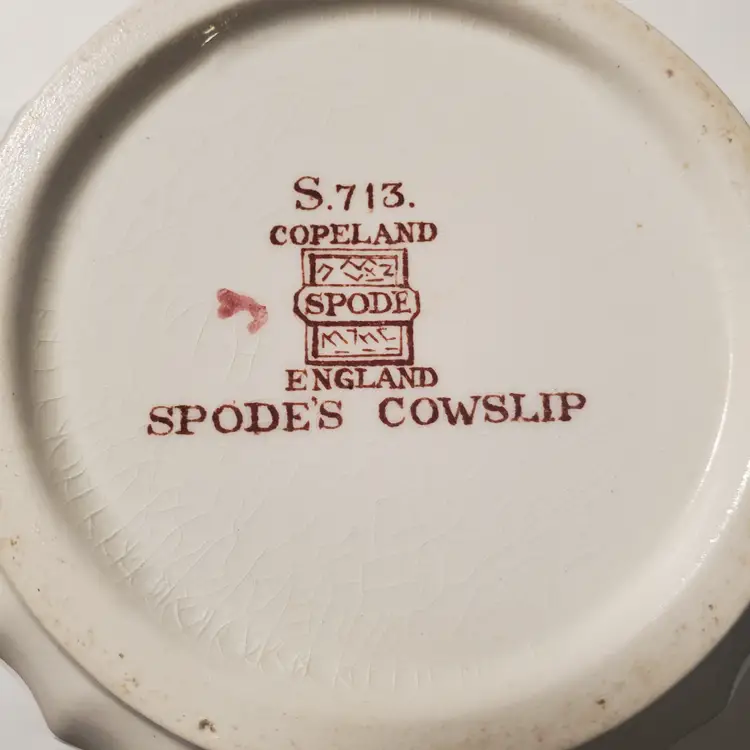 S.713.
COPELAND
SPODE
ENGLAND
SPODE'S COWSLIP